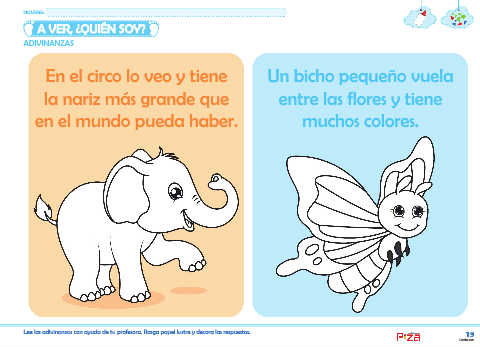 NOMBRE:
A VER, ¿QUIÉN SOY?
ADIVINANZAS
En el circo lo veo y tiene
la nariz más grande que
en el mundo pueda haber.
Un bicho pequeño vuela
entre las flores y tiene
muchos colores.
Lee las adivinanzas con ayuda de tu profesora. Rasga papel lustre y decora las respuestas.
19